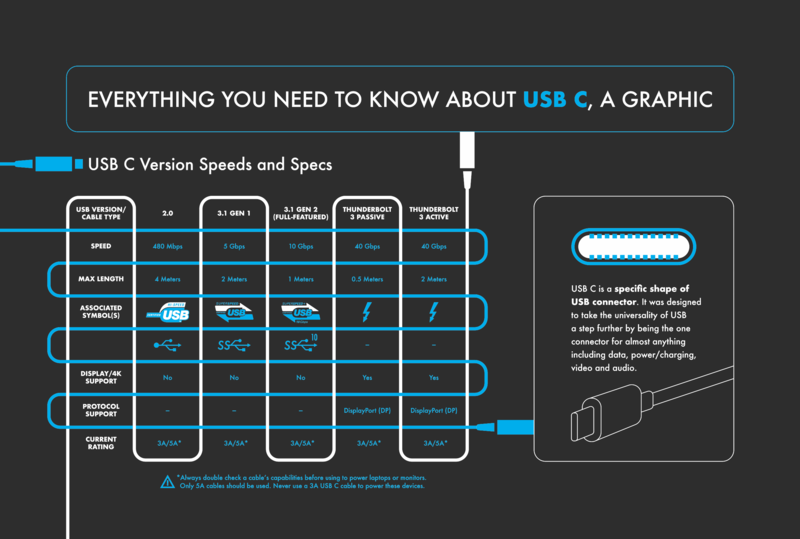 EVERYTHING YOU NEED TO KNOW ABOUT USB C, A GRAPHIC
USB C Version Speeds and Specs
USB VERSION/
CABLE TYPE
2.0
3.1 GEN 1
3.1 GEN 2
(FULL-FEATURED)
THUNDERBOLT
3 PASSIVE
THUNDERBOLT
3 ACTIVE
SPEED
480 Mbps
5 Gbps
10 Gbps
40 Gbps
40 Gbps
MAX LENGTH
4 Meters
2 Meters
1 Meters
0.5 Meters
2 Meters
ASSOCIATED
SYMBOL(S)
USB
USB
USB
SS
SS 10
– –
DISPLAY/4K
SUPPORT
No
No
No
Yes
Yes
PROTOCOL
SUPPORT
–
–
–
DisplayPort (DP)
DisplayPort (DP)
CURRENT
RATING
3A/5A*
3A/5A*
3A/5A*
3A/5A*
3A/5A*
*Always double check a cable's capabilities before using to power laptops or monitors.
Only 5A cables should be used. Never use a 3A USB C cable to power these devices.
USB C is a specific shape of
USB connector. It was designed
to take the universality of USB
a step further by being the one
connector for almost anything
including data, power/charging,
video and audio.